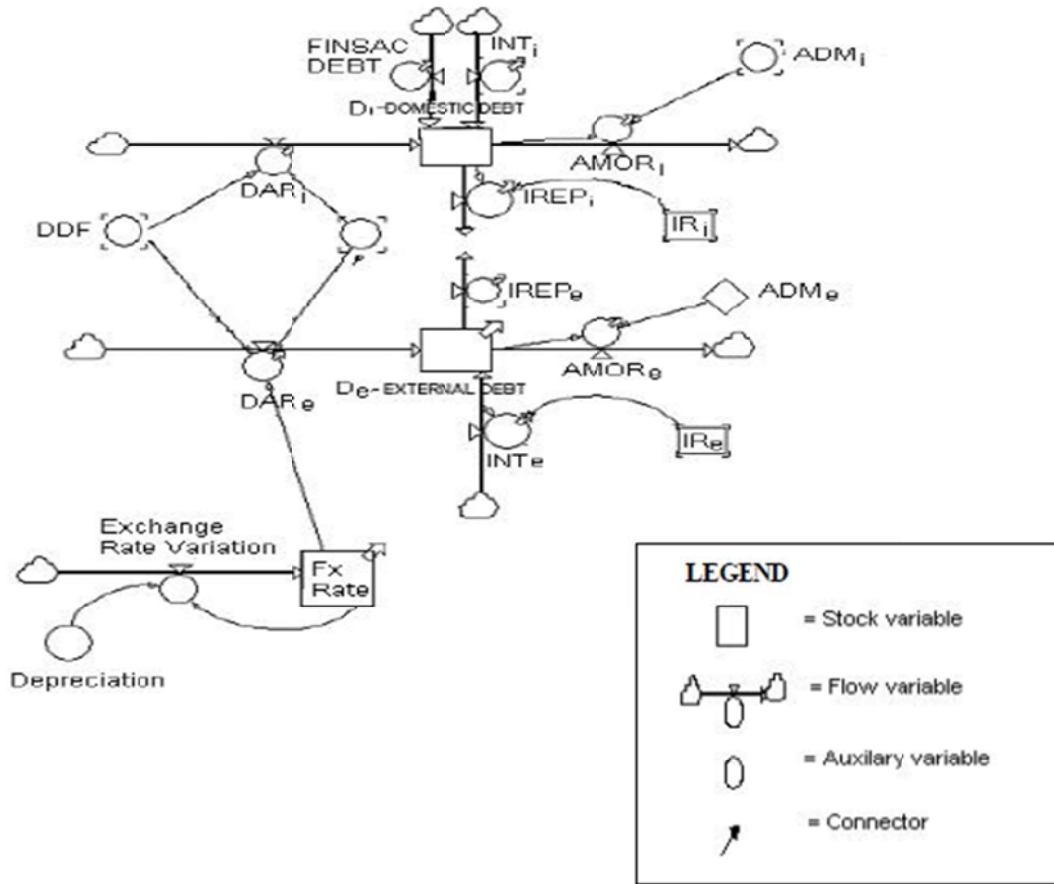 FINSAC
DEBT
INTi
ADMi
Di-DOMESTIC DEBT
AMORi
DARi
IREPi
DDF
IRi
IREPe
ADMe
De-EXTERNAL DEBT
AMORe
DARe
INTe
IRe
Exchange
Rate Variation
Fx
Rate
Depreciation
LEGEND
= Stock variable
= Flow variable
= Auxilary variable
= Connector